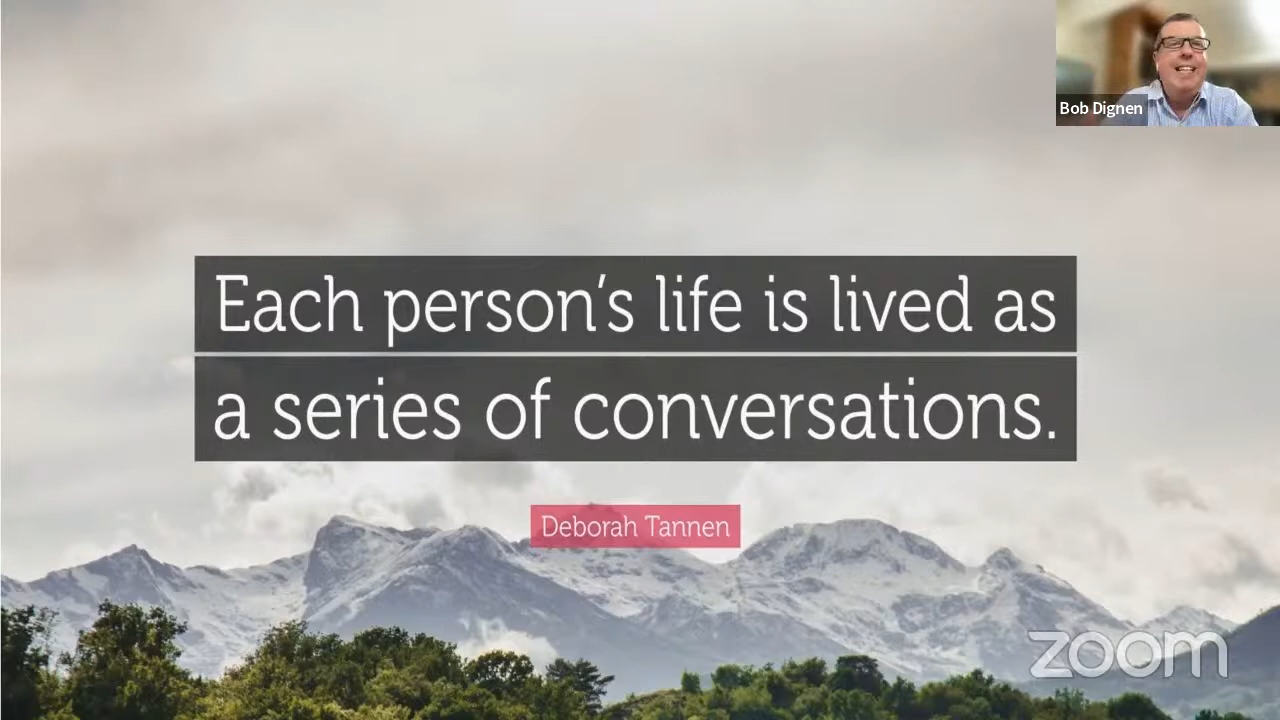 Bob Dignen
Each person’s life is lived as
a series of conversations.
Deborah Tannen
zoom